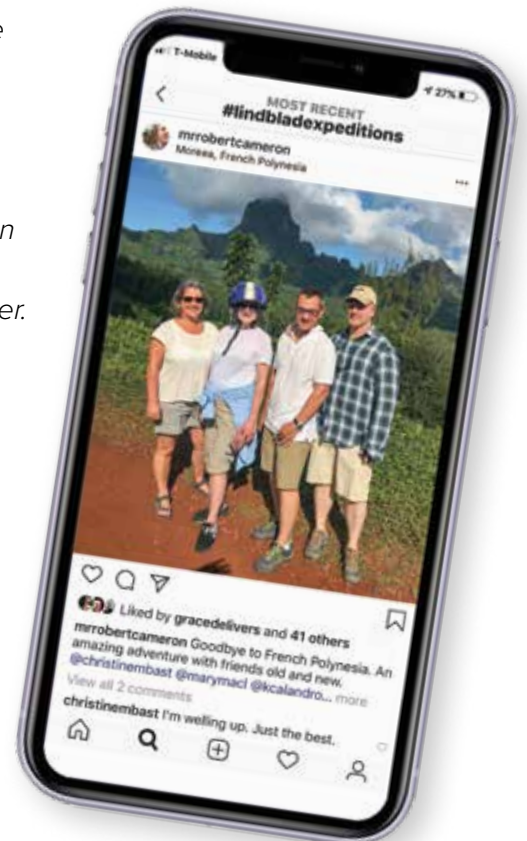 e
n
er.
T-Mobile
27%
MOST RECENT
#lindbladexpeditions
mrrobertcameron
Moreea, French Polynesia
Liked by gracedelivers and 41 others
mrrobertcameron Goodbye to French Polynesia. An
amazing adventure with friends old and new.
@christinembast @marymacl @kcalandro... more
View all 2 comments
christinembast I'm welling up. Just the best.